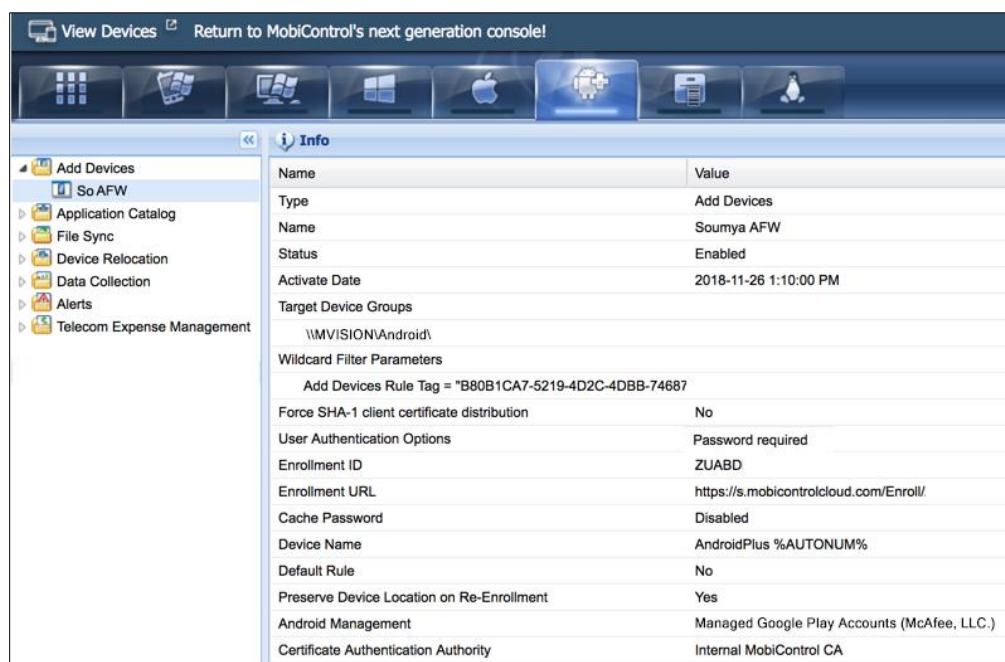 View Devices Return to MobiControl's next generation console!
Info
Add Devices
So AFW
Application Catalog
File Sync
Device Relocation
Data Collection
Alerts
Telecom Expense Management
Name Value
Type Add Devices
Name Soumya AFW
Status Enabled
Activate Date 2018-11-26 1:10:00 PM
Target Device Groups
\\MVISION\Android\
Wildcard Filter Parameters
Add Devices Rule Tag = "B80B1CA7-5219-4D2C-4DBB-74687
Force SHA-1 client certificate distribution No
User Authentication Options Password required
Enrollment ID ZUABD
Enrollment URL https://s.mobicontrolcloud.com/Enroll/
Cache Password Disabled
Device Name AndroidPlus %AUTONUM%
Default Rule No
Preserve Device Location on Re-Enrollment Yes
Android Management Managed Google Play Accounts (McAfee, LLC.)
Certificate Authentication Authority Internal MobiControl CA